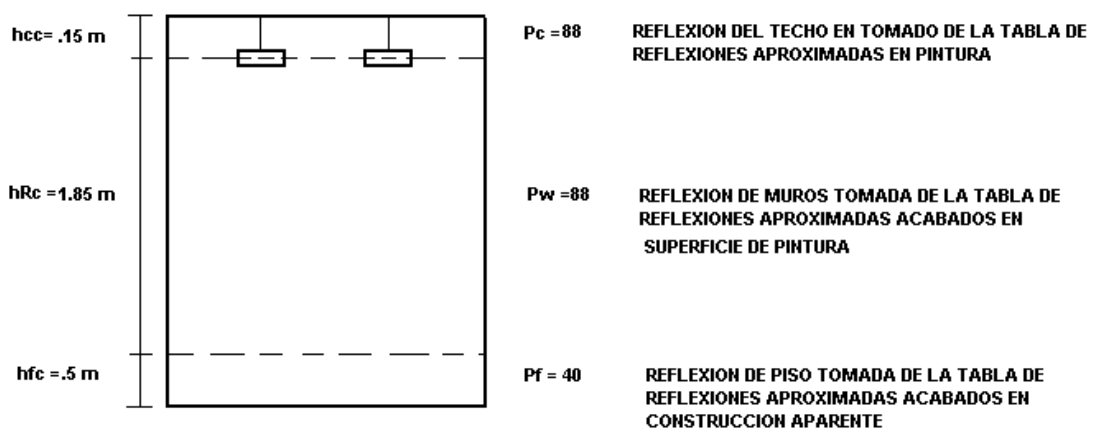 hcc= .15 m
Pc = 88
REFLEXION DEL TECHO EN TOMADO DE LA TABLA DE
REFLEXIONES APROXIMADAS EN PINTURA
hRc =1.85 m
Pw =88
REFLEXION DE MUROS TOMADA DE LA TABLA DE
REFLEXIONES APROXIMADAS ACABADOS EN
SUPERFICIE DE PINTURA
hfc = .5 m
Pf = 40
REFLEXION DE PISO TOMADA DE LA TABLA DE
REFLEXIONES APROXIMADAS ACABADOS EN
CONSTRUCCION APARENTE